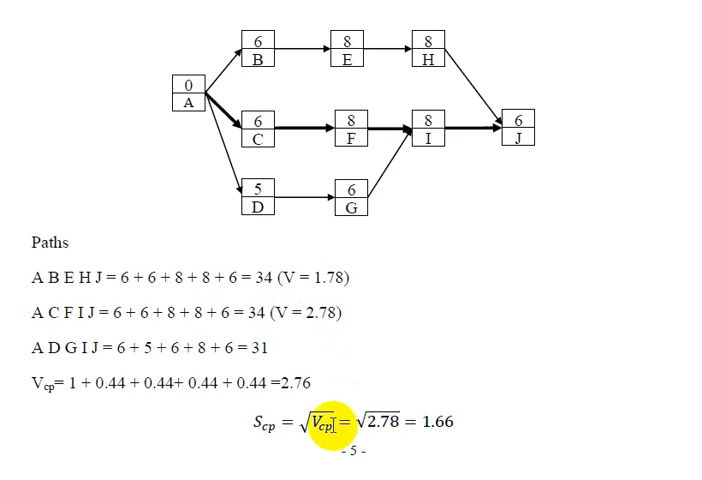 6 8 8
B E H
0
A
6 8 8 6
C F I J
5 6
D G
Paths
A B E H J = 6 + 6 + 8 + 8 + 6 = 34 (V = 1.78)
A C F I J = 6 + 6 + 8 + 8 + 6 = 34 (V = 2.78)
A D G I J = 6 + 5 + 6 + 8 + 6 = 31
Vcp= 1 + 0.44 + 0.44+ 0.44 + 0.44 =2.76
Scp = √Vcp = √2.78 = 1.66
- 5 -